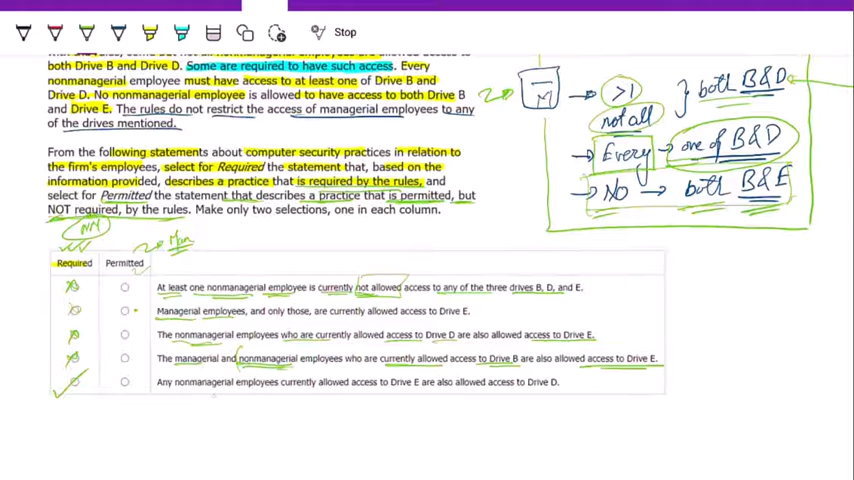 Stop
both Drive B and Drive D. Some are required to have such access. Every
nonmanagerial employee must have access to at least one of Drive B and
Drive D. No nonmanagerial employee is allowed to have access to both Drive B
and Drive E. The rules do not restrict the access of managerial employees to any
of the drives mentioned.
From the following statements about computer security practices in relation to
the firm's employees, select for Required the statement that, based on the
information provided, describes a practice that is required by the rules, and
select for Permitted the statement that describes a practice that is permitted, but
NOT required, by the rules. Make only two selections, one in each column.
NM
Man
Required Permitted
At least one nonmanagerial employee is currently not allowed access to any of the three drives B, D, and E.
Managerial employees, and only those, are currently allowed access to Drive E.
The nonmanagerial employees who are currently allowed access to Drive D are also allowed access to Drive E.
The managerial and nonmanagerial employees who are currently allowed access to Drive B are also allowed access to Drive E.
Any nonmanagerial employees currently allowed access to Drive E are also allowed access to Drive D.
>1
not all
both B&D
M
Every → one of B&D
No → both B&E